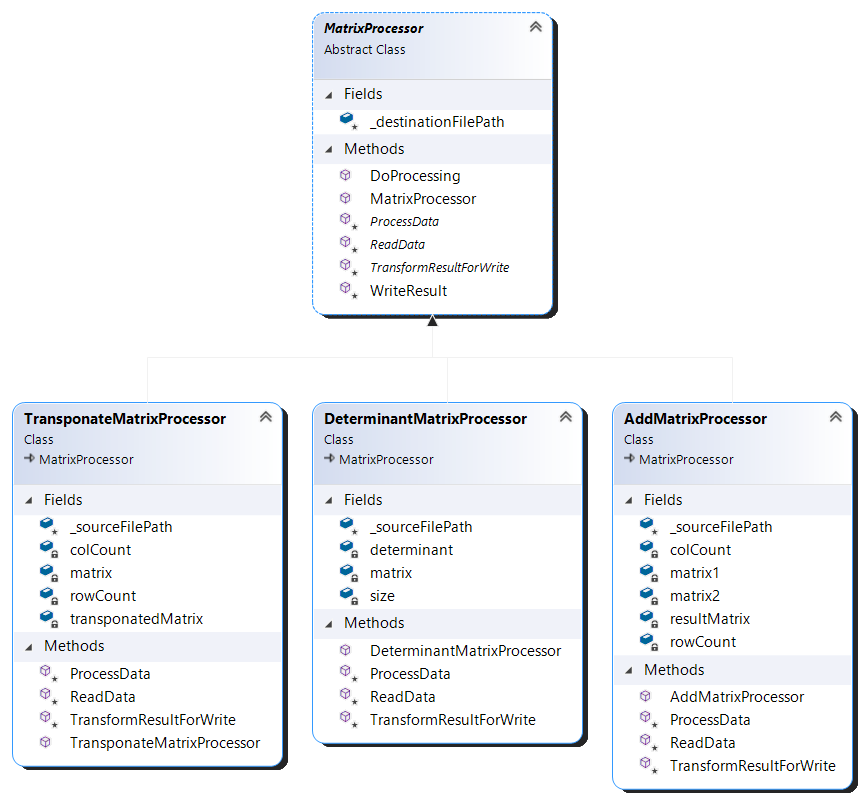 MatrixProcessor
Abstract Class
Fields
_destinationFilePath
Methods
DoProcessing
MatrixProcessor
ProcessData
ReadData
TransformResultForWrite
WriteResult
TransponateMatrixProcessor
Class
MatrixProcessor
Fields
_sourceFilePath
colCount
matrix
rowCount
transponatedMatrix
Methods
ProcessData
ReadData
TransformResultForWrite
TransponateMatrixProcessor
DeterminantMatrixProcessor
Class
MatrixProcessor
Fields
_sourceFilePath
determinant
matrix
size
Methods
DeterminantMatrixProcessor
ProcessData
ReadData
TransformResultForWrite
AddMatrixProcessor
Class
MatrixProcessor
Fields
_sourceFilePath
colCount
matrix1
matrix2
resultMatrix
rowCount
Methods
AddMatrixProcessor
ProcessData
ReadData
TransformResultForWrite